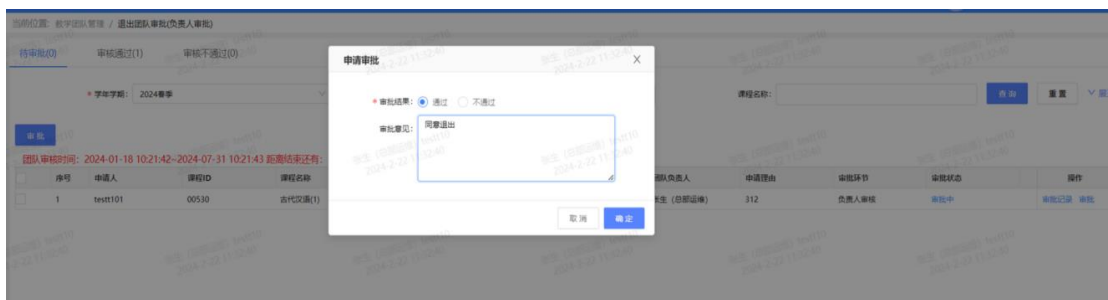 当前位置：教学团队管理 / 退出团队审批(负责人审批)
待审批(0) 审核通过(1) 审核不通过(0)
申请审批
* 学年学期： 2024春季
课程名称：
查询 重置
* 审批结果： 通过 不通过
审批意见： 同意退出
审批
团队审核时间：2024-01-18 10:21:42~2024-07-31 10:21:43 距离结束还有：
序号 申请人 课程ID 课程名称 团队负责人 申请理由 审批环节 审批状态 操作
1 testt101 00530 古代汉语(1) (总部运维) 312 负责人审核 审批中 审批记录 审批
取消 确定